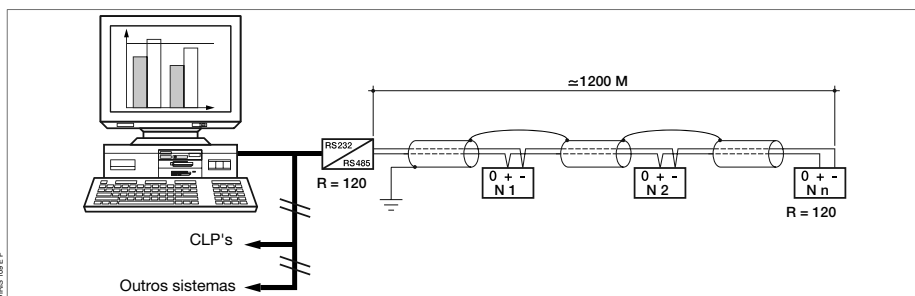 ≃1200 M
RS232
RS485
R = 120
0 + -
N 1
0 + -
N 2
0 + -
N n
R = 120
CLP's
Outros sistemas